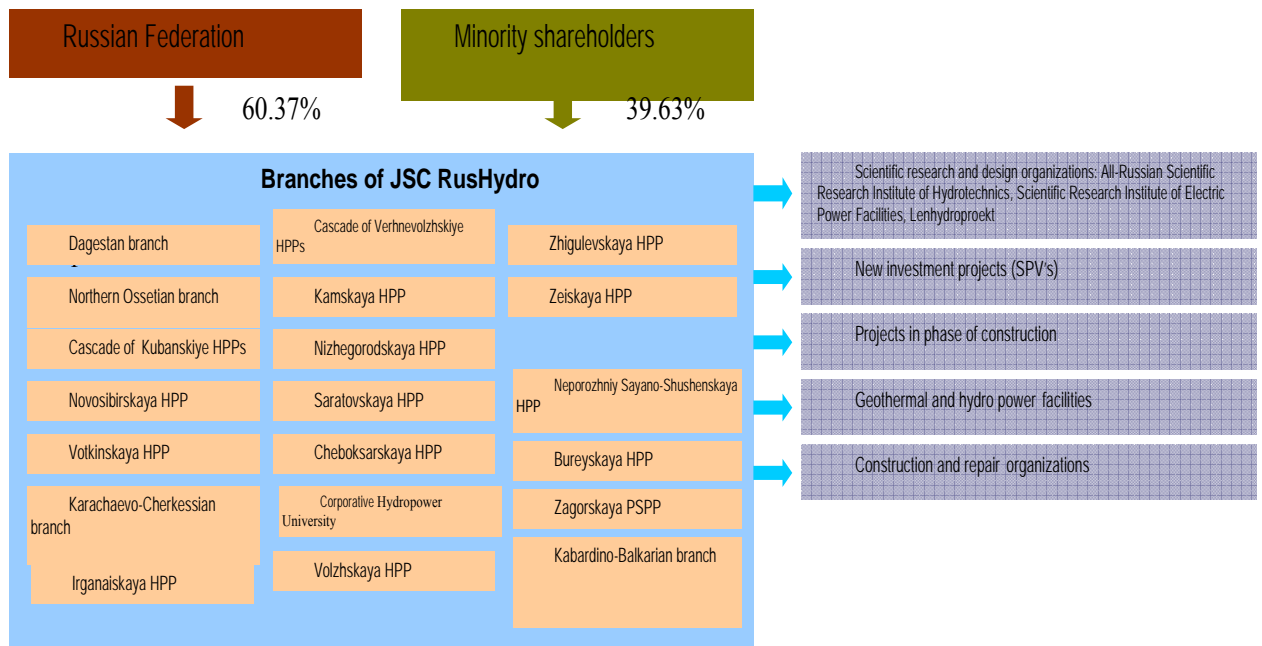 Russian Federation
Minority shareholders
60.37%
39.63%
Branches of JSC RusHydro
Dagestan branch
Northern Ossetian branch
Cascade of Kubanskiye HPPs
Novosibirskaya HPP
Votkinskaya HPP
Karachaevo-Cherkessian
branch
Irganaiskaya HPP
Cascade of Verhnevolzhskiye
HPPs
Kamskaya HPP
Nizhegorodskaya HPP
Saratovskaya HPP
Cheboksarskaya HPP
Corporative Hydropower
University
Volzhskaya HPP
Zhigulevskaya HPP
Zeiskaya HPP
Neporozhniy Sayano-Shushenskaya
HPP
Bureyskaya HPP
Zagorskaya PSPP
Kabardino-Balkarian branch
Scientific research and design organizations: All-Russian Scientific
Research Institute of Hydrotechnics, Scientific Research Institute of Electric
Power Facilities, Lenhydroproekt
New investment projects (SPV's)
Projects in phase of construction
Geothermal and hydro power facilities
Construction and repair organizations